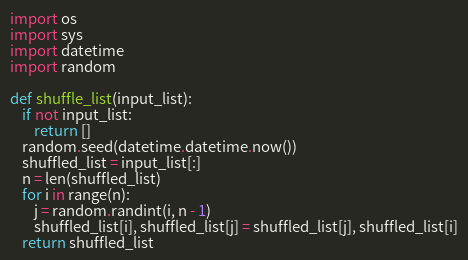 import os
import sys
import datetime
import random

def shuffle_list(input_list):
    if not input_list:
        return []
    random.seed(datetime.datetime.now())
    shuffled_list = input_list[:]
    n = len(shuffled_list)
    for i in range(n):
        j = random.randint(i, n - 1)
        shuffled_list[i], shuffled_list[j] = shuffled_list[j], shuffled_list[i]
    return shuffled_list